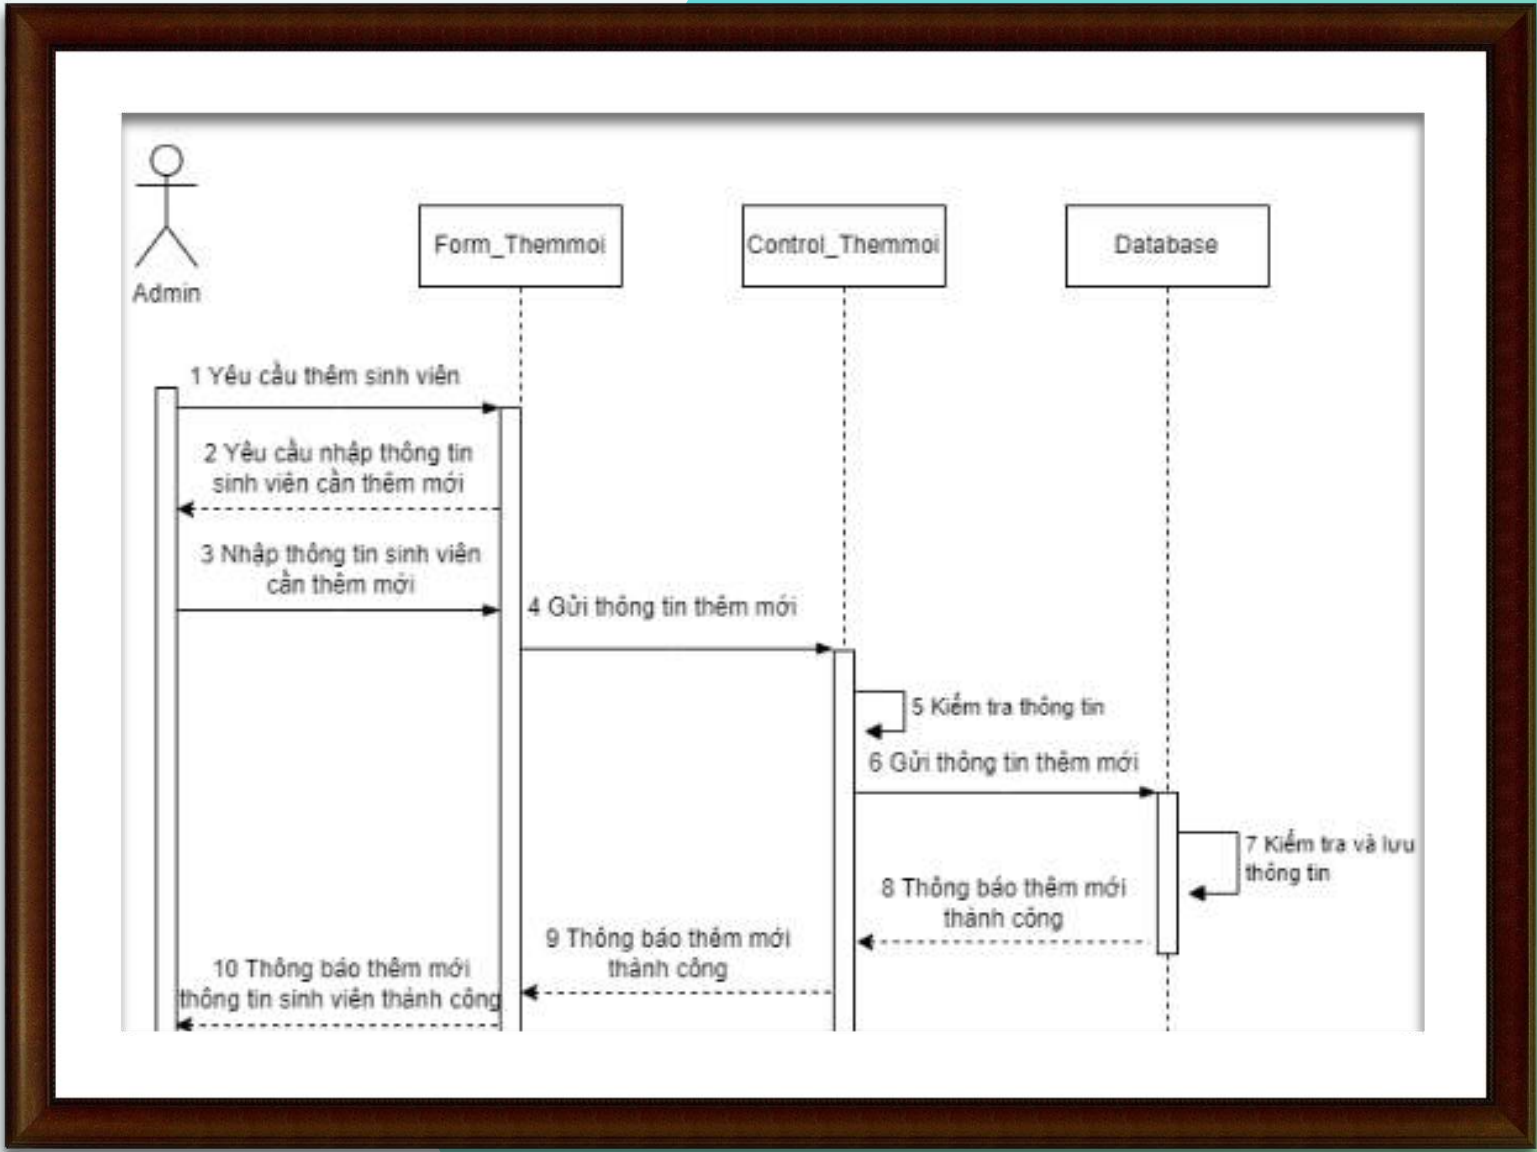 Admin
Form_Themmoi
Control_Themmoi
Database
1 Yêu cầu thêm sinh viên
2 Yêu cầu nhập thông tin
sinh viên cần thêm mới
3 Nhập thông tin sinh viên
cần thêm mới
4 Gửi thông tin thêm mới
5 Kiểm tra thông tin
6 Gửi thông tin thêm mới
7 Kiểm tra và lưu
thông tin
8 Thông báo thêm mới
thành công
9 Thông báo thêm mới
thành công
10 Thông báo thêm mới
thông tin sinh viên thành công